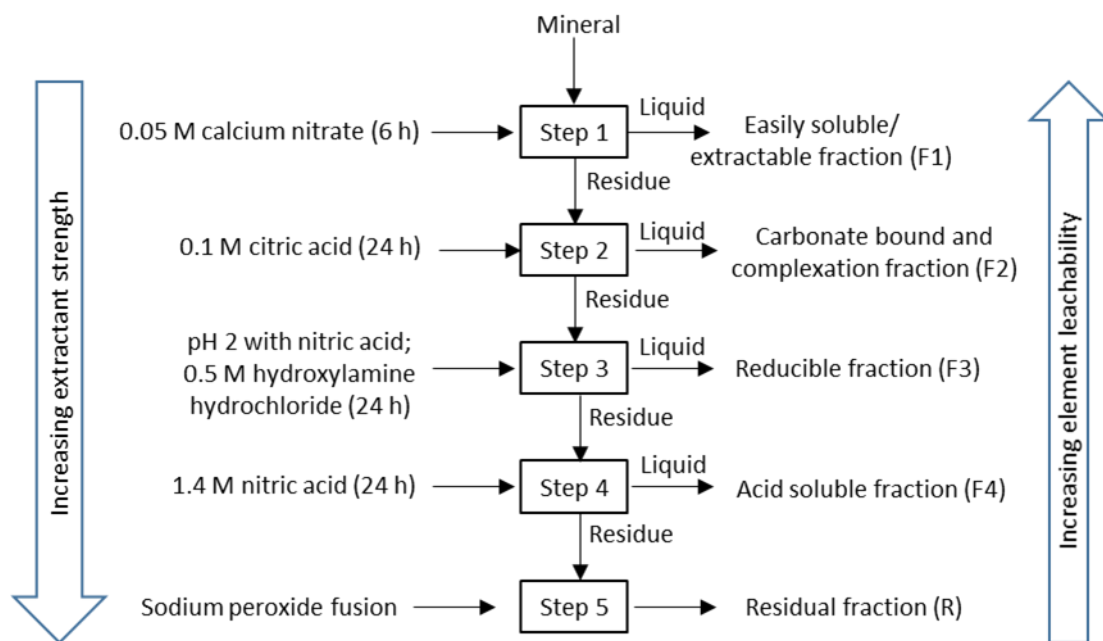 Mineral
0.05 M calcium nitrate (6 h)
Step 1
Liquid
Easily soluble/
extractable fraction (F1)
Residue
0.1 M citric acid (24 h)
Step 2
Liquid
Carbonate bound and
complexation fraction (F2)
Residue
pH 2 with nitric acid;
0.5 M hydroxylamine
hydrochloride (24 h)
Step 3
Liquid
Reducible fraction (F3)
Residue
1.4 M nitric acid (24 h)
Step 4
Liquid
Acid soluble fraction (F4)
Residue
Sodium peroxide fusion
Step 5
Residual fraction (R)
Increasing extractant strength
Increasing element leachability